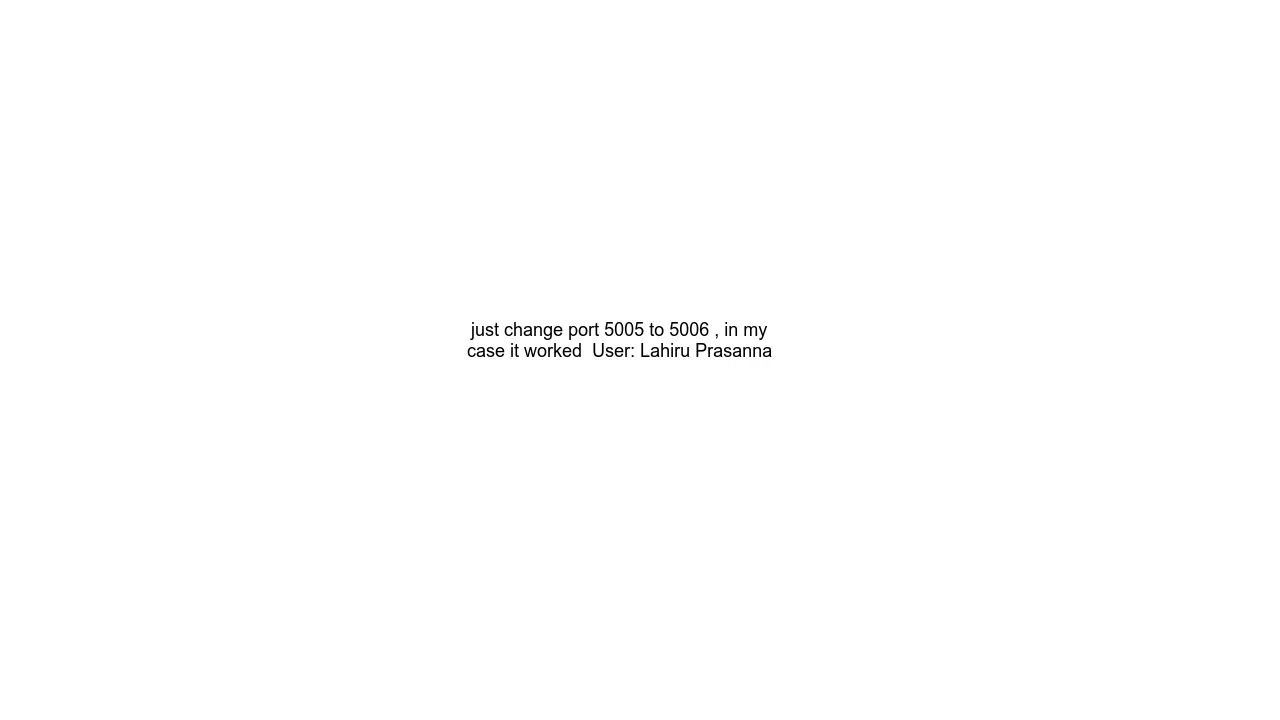 just change port 5005 to 5006 , in my
case it worked  User: Lahiru Prasanna